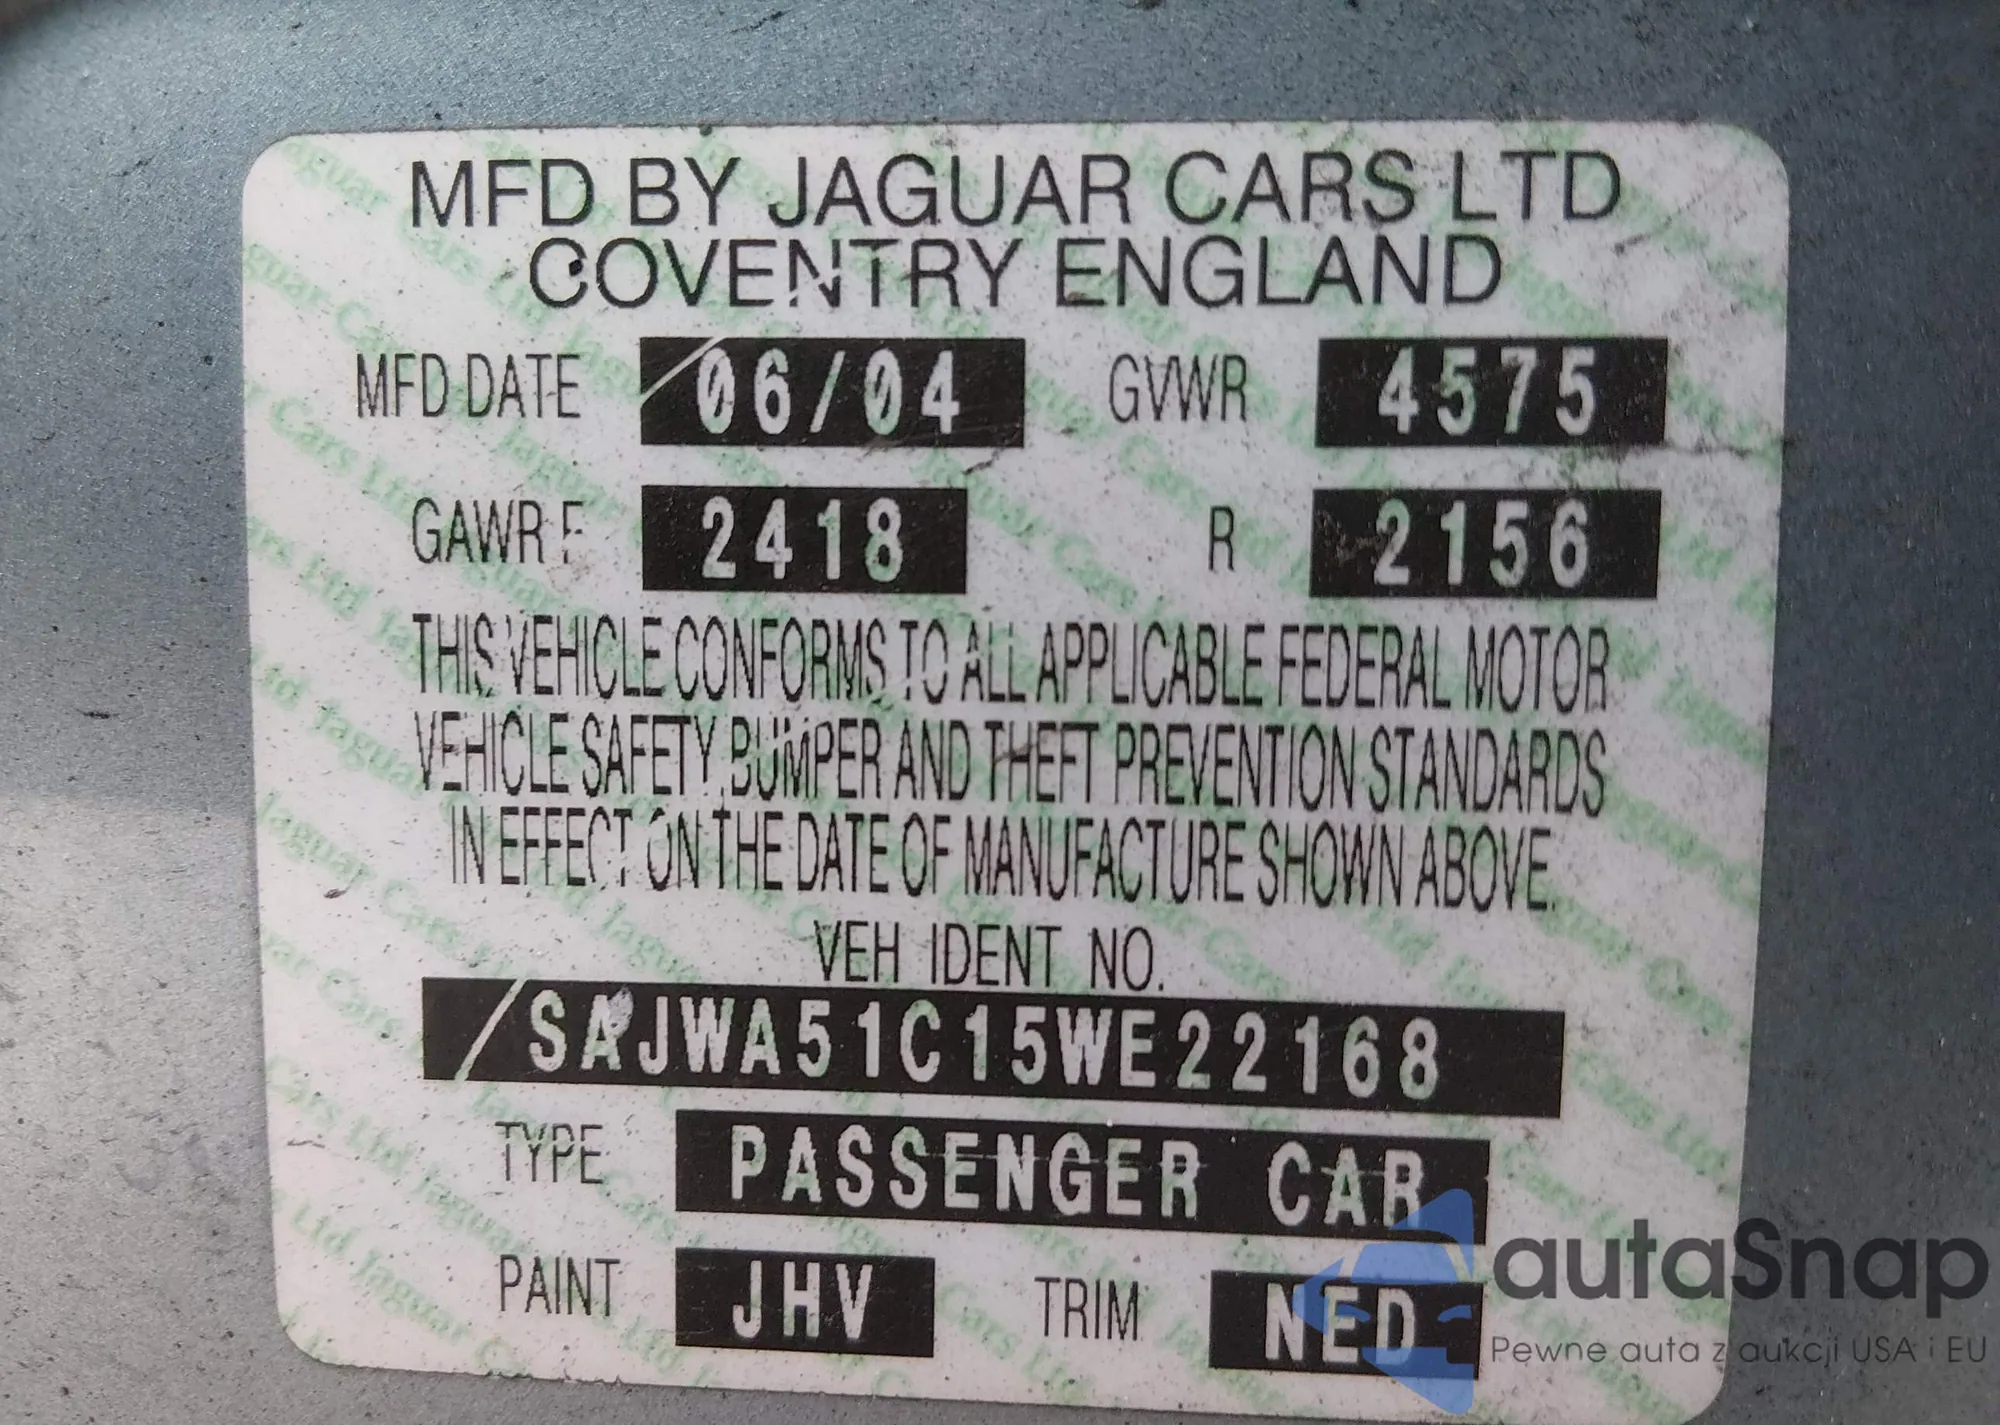 MFD BY JAGUAR CARS LTD
COVENTRY ENGLAND
MFD DATE 06/04 GVWR 4575
GAWR F 2418 R 2156
THIS VEHICLE CONFORMS TO ALL APPLICABLE FEDERAL MOTOR
VEHICLE SAFETY, BUMPER AND THEFT PREVENTION STANDARDS
IN EFFECT ON THE DATE OF MANUFACTURE SHOWN ABOVE.
VEH IDENT NO.
/SAJWA51C15WE22168
TYPE PASSENGER CAR
PAINT JHV TRIM NED
autaSnap
Pewne auta z aukcji USA i EU